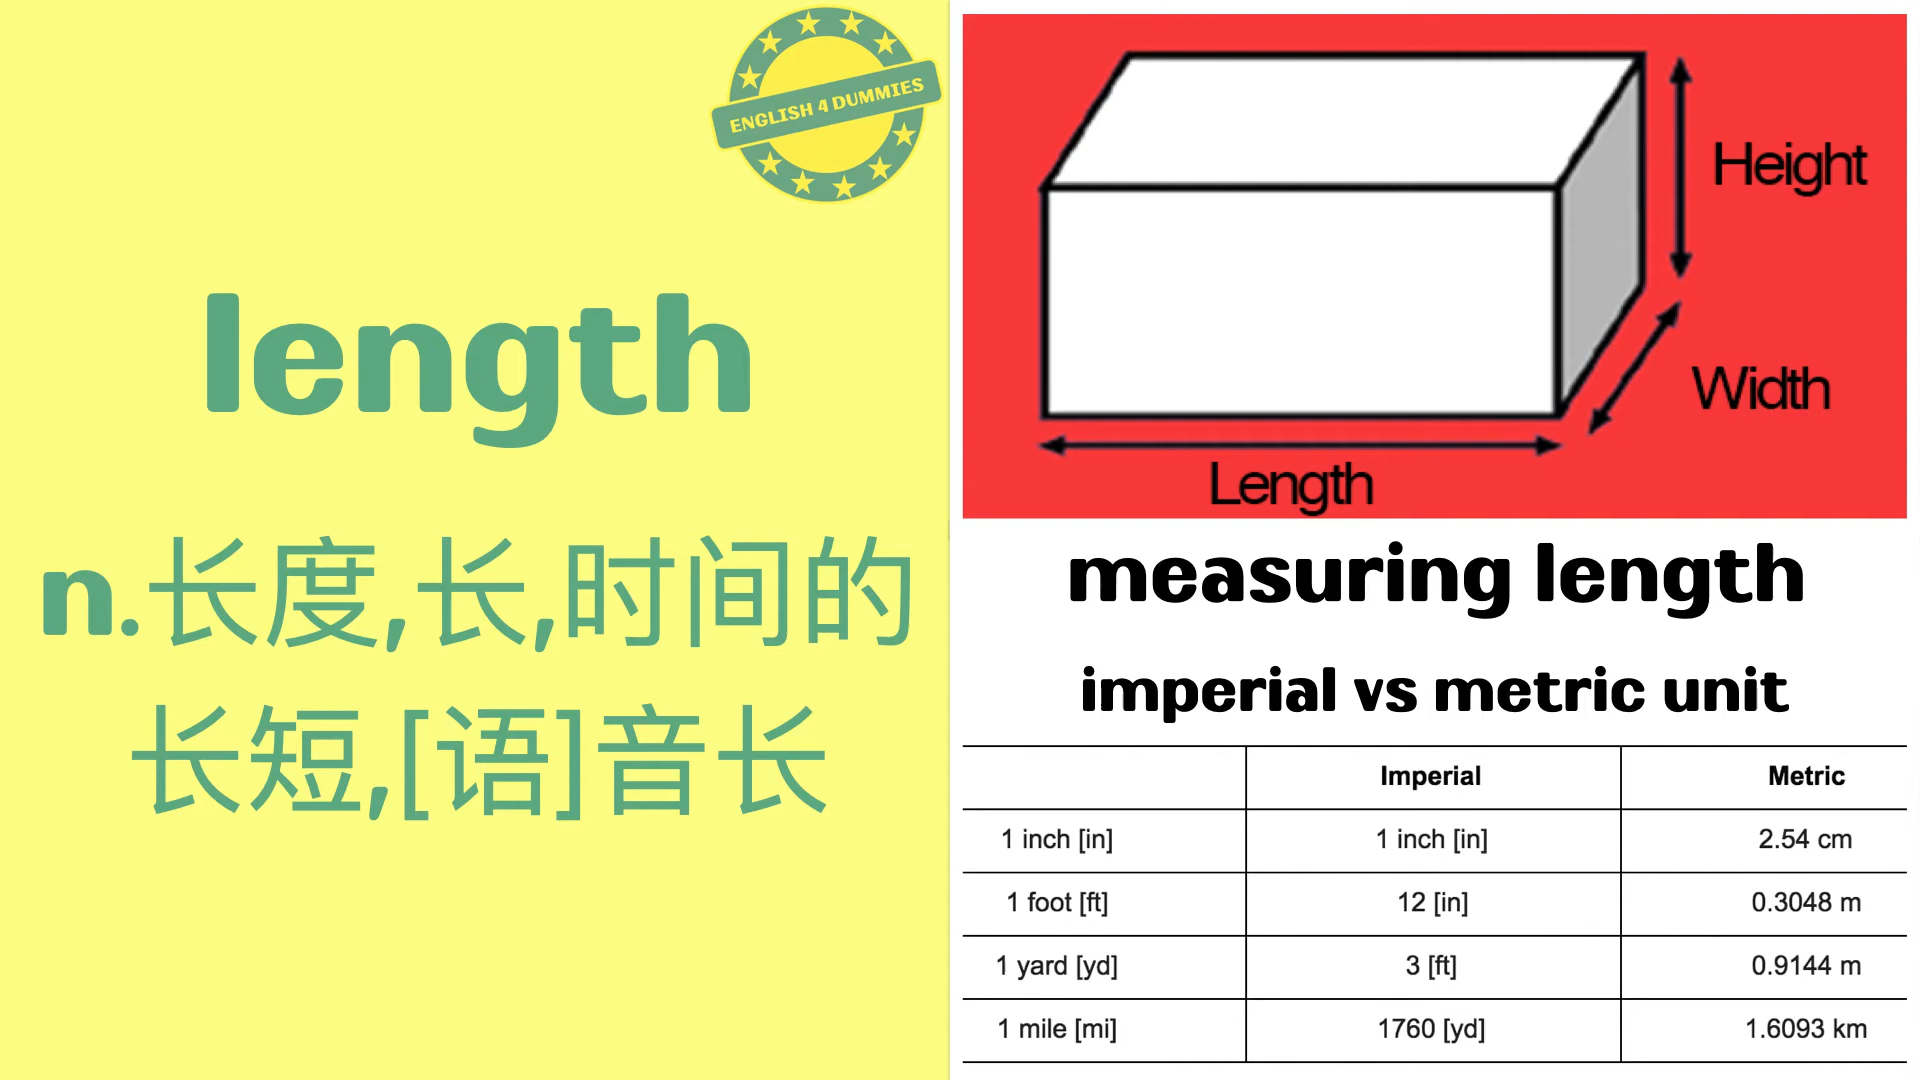 ENGLISH 4 DUMMIES
length
n.长度,长,时间的
长短,[语]音长
Height
Width
Length
measuring length
imperial vs metric unit
Imperial Metric
1 inch [in] 1 inch [in] 2.54 cm
1 foot [ft] 12 [in] 0.3048 m
1 yard [yd] 3 [ft] 0.9144 m
1 mile [mi] 1760 [yd] 1.6093 km